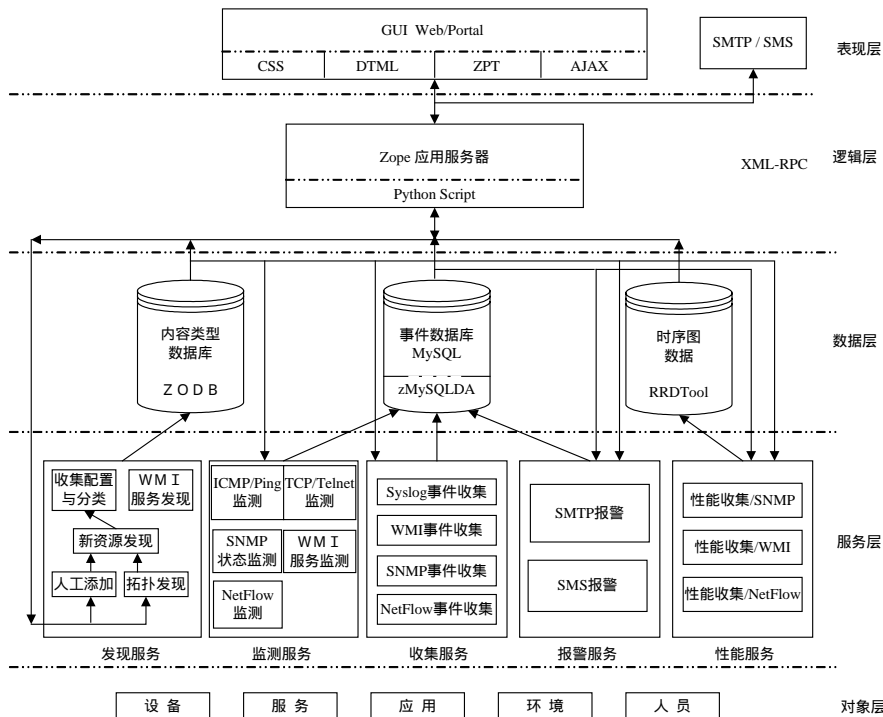 GUI Web/Portal
CSS DTML ZPT AJAX
SMTP / SMS
表现层
Zope 应用服务器
Python Script
XML-RPC
逻辑层
内容类型
数据库
ＺＯＤＢ
事件数据库
MySQL
zMySQLDA
时序图
数据
RRDTool
数据层
收集配置
与分类
ＷＭＩ
服务发现
新资源发现
人工添加
拓扑发现
发现服务
ICMP/Ping
监测
TCP/Telnet
监测
SNMP
状态监测
ＷＭＩ
服务监测
NetFlow
监测
监测服务
Syslog事件收集
WMI事件收集
SNMP事件收集
NetFlow事件收集
收集服务
SMTP报警
SMS报警
报警服务
性能收集/SNMP
性能收集/WMI
性能收集/NetFlow
性能服务
服务层
设 备
服 务
应 用
环 境
人 员
对象层